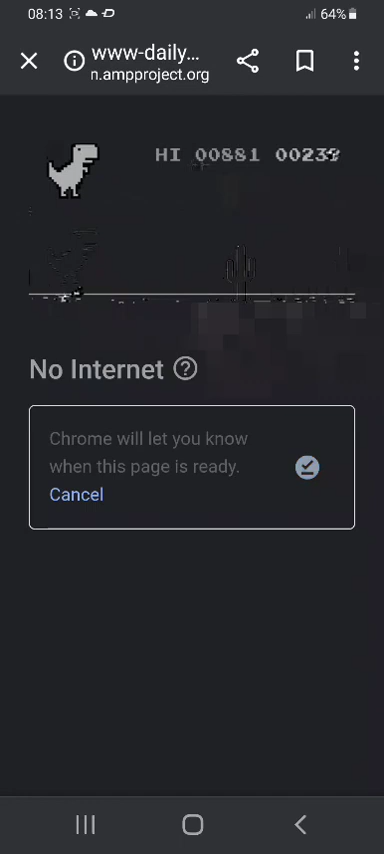 08:13
64%
www-daily...
n.ampproject.org
HI 00881
No Internet
Chrome will let you know
when this page is ready.
Cancel